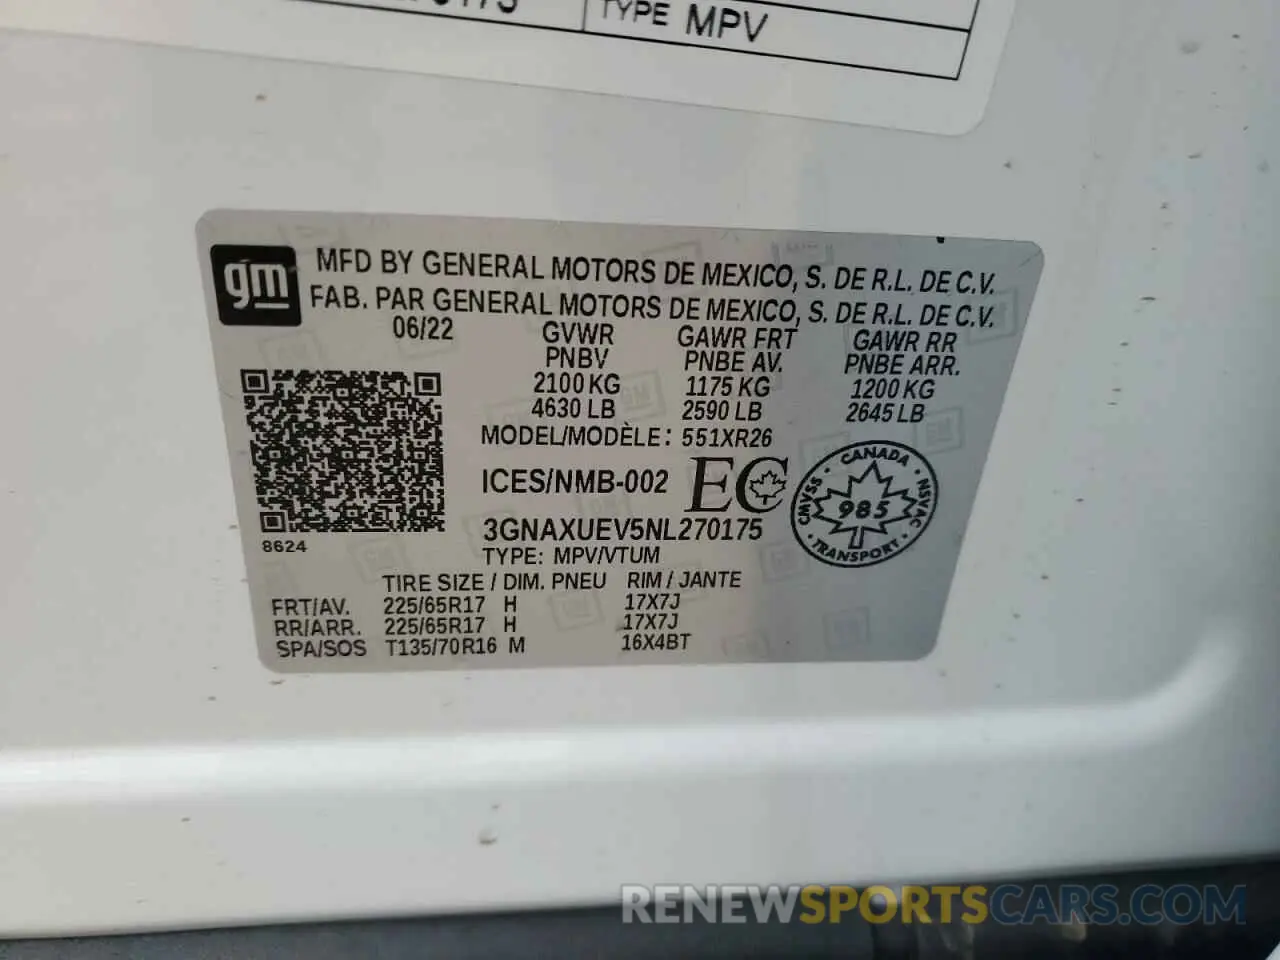 TYPE MPV
gm
MFD BY GENERAL MOTORS DE MEXICO, S. DE R.L. DE C.V.
FAB. PAR GENERAL MOTORS DE MEXICO, S. DE R.L. DE C.V.
06/22 GVWR GAWR FRT GAWR RR
PNBV PNBE AV. PNBE ARR.
2100 KG 1175 KG 1200 KG
4630 LB 2590 LB 2645 LB
MODEL/MODÈLE: 551XR26
ICES/NMB-002 EC
CANADA
CMVSS 985 NSVAC
TRANSPORT
3GNAXUEV5NL270175
8624
TYPE: MPV/VTUM
TIRE SIZE / DIM. PNEU RIM / JANTE
FRT/AV. 225/65R17 H 17X7J
RR/ARR. 225/65R17 H 17X7J
SPA/SOS T135/70R16 M 16X4BT
RENEWSPORTSCARS.COM